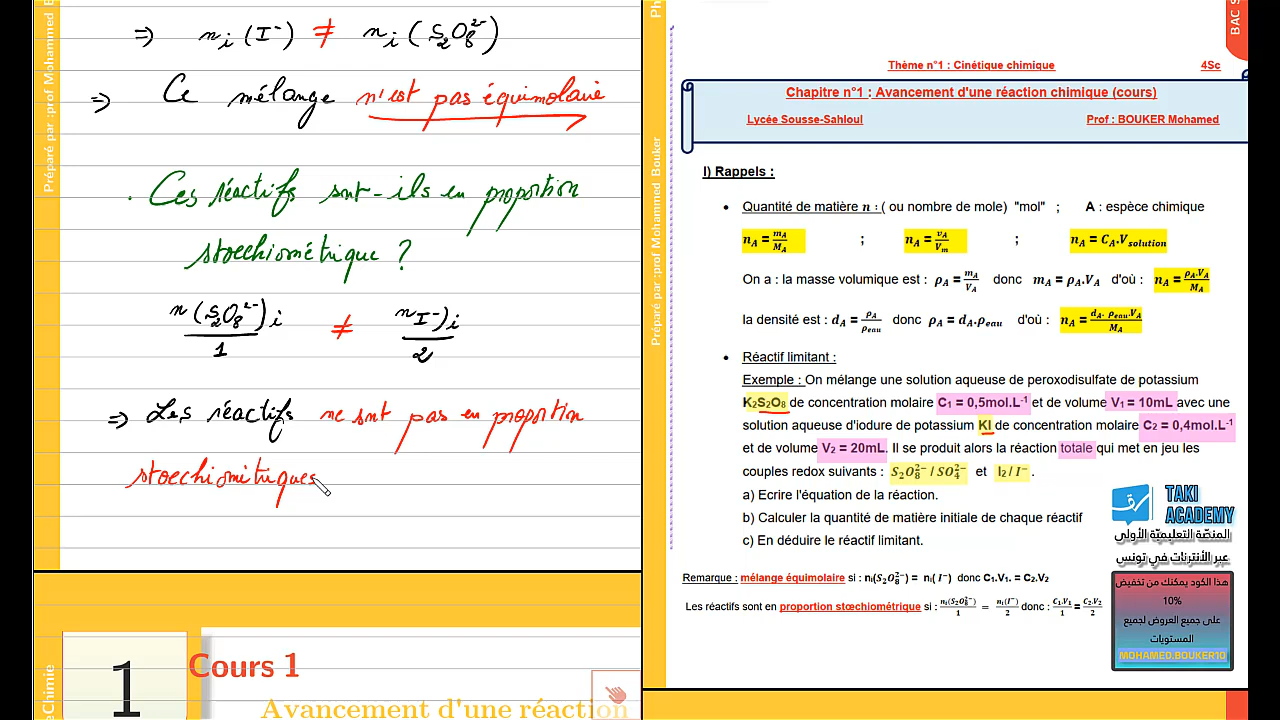 ⇒ nᵢ (I⁻) ≠ nᵢ (S₂O₈²⁻)
⇒ Ce mélange n'est pas équimolaire
. Ces réactifs sont-ils en proportion
stoechiométrique ?
n(S₂O₈²⁻)i / 1 ≠ n I⁻)i / 2
⇒ Les réactifs ne sont pas en proportion
stoechiométriques
Préparé par :prof Mohammed Bouker
1
Cours 1
Avancement d'une réaction
Chimie
Ph
BAC S
Thème n°1 : Cinétique chimique 4Sc
Chapitre n°1 ; Avancement d'une réaction chimique (cours)
Lycée Sousse-Sahloul Prof : BOUKER Mohamed
Préparé par :prof Mohammed Bouker
I) Rappels :
• Quantité de matière n : ( ou nombre de mole) "mol" ; A : espèce chimique
n_A = m_A/M_A ; n_A = v_A/V_m ; n_A = C_A.V_solution
On a : la masse volumique est : ρ_A = m_A/V_A donc m_A = ρ_A.V_A d'où : n_A = ρ_A.V_A/M_A
la densité est : d_A = ρ_A/ρ_eau donc ρ_A = d_A.ρ_eau d'où : n_A = d_A. ρ_eau.V_A/M_A
• Réactif limitant :
Exemple : On mélange une solution aqueuse de peroxodisulfate de potassium
K₂S₂O₈ de concentration molaire C₁ = 0,5mol.L⁻¹ et de volume V₁ = 10mL avec une
solution aqueuse d'iodure de potassium KI de concentration molaire C₂ = 0,4mol.L⁻¹
et de volume V₂ = 20mL. Il se produit alors la réaction totale qui met en jeu les
couples redox suivants : S₂O₈²⁻ / SO₄²⁻ et I₂ / I⁻ .
a) Ecrire l'équation de la réaction.
b) Calculer la quantité de matière initiale de chaque réactif
c) En déduire le réactif limitant.
Remarque : mélange équimolaire si : nᵢ(S₂O₈²⁻) = nᵢ( I⁻) donc C₁.V₁. = C₂.V₂
Les réactifs sont en proportion stœchiométrique si : nᵢ(S₂O₈²⁻)/1 = nᵢ(I⁻)/2 donc : C₁.V₁/1 = C₂.V₂/2
TAKI
ACADEMY
المنصّة التعليميّة الأولى
عبر الأنترنات في تونس
هذا الكود يمكنك من تخفيض
10%
على جميع العروض لجميع
المستويات
MOHAMED.BOUKER10